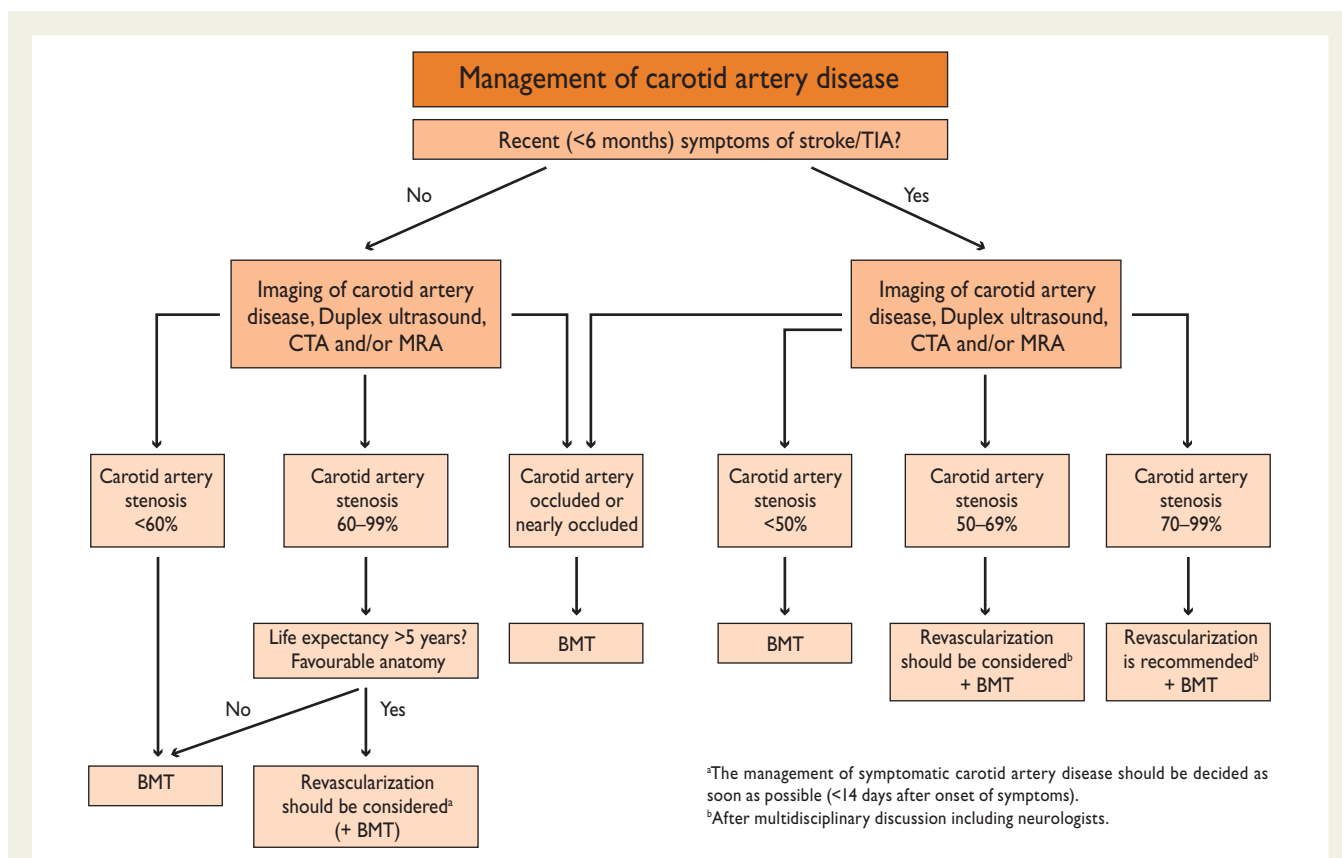 Management of carotid artery disease
Recent (<6 months) symptoms of stroke/TIA?
No
Yes
Imaging of carotid artery
disease, Duplex ultrasound,
CTA and/or MRA
Imaging of carotid artery
disease, Duplex ultrasound,
CTA and/or MRA
Carotid artery
stenosis
<60%
Carotid artery
stenosis
60–99%
Carotid artery
occluded or
nearly occluded
Carotid artery
stenosis
<50%
Carotid artery
stenosis
50–69%
Carotid artery
stenosis
70–99%
Life expectancy >5 years?
Favourable anatomy
BMT
BMT
Revascularization
should be consideredᵇ
+ BMT
Revascularization
is recommendedᵇ
+ BMT
No
Yes
BMT
Revascularization
should be consideredᵃ
(+ BMT)
ᵃThe management of symptomatic carotid artery disease should be decided as
soon as possible (<14 days after onset of symptoms).
ᵇAfter multidisciplinary discussion including neurologists.